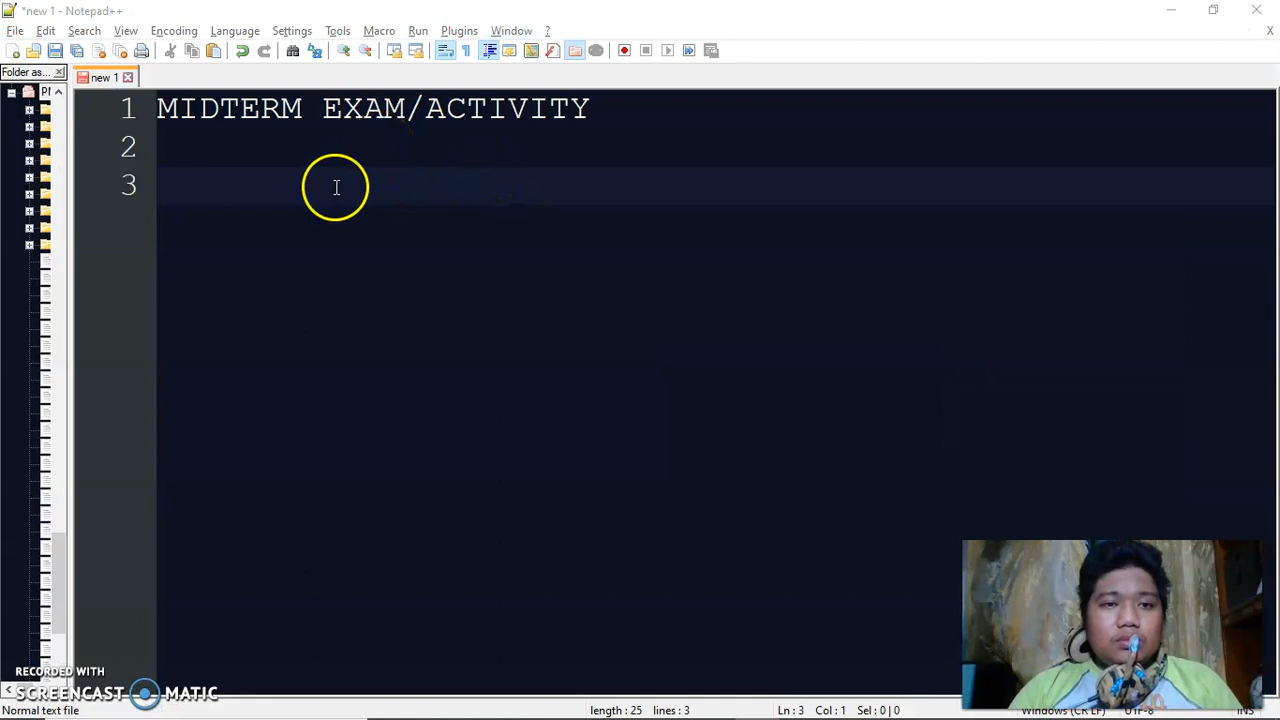 *new 1 - Notepad++
File Edit Search View Encoding Language Settings Tools Macro Run Plugins Window ?
X
Folder as...
new 1
1 MIDTERM EXAM/ACTIVITY
2
3
RECORDED WITH
SCREENCAST MATIC
Normal text file
length : 25 lines : 3
Ln : 3 Col : 1 Sel : 0 | 0
Windows (CR LF)
UTF-8
INS